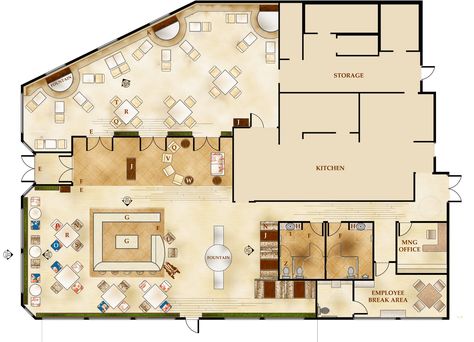 FOUNTAIN
STORAGE
T
R
Q
E
I
KITCHEN
E
J
Q
V
W
F
E
G
G
F
Q
R
FOUNTAIN
Z
MNG
OFFICE
EMPLOYEE
BREAK AREA